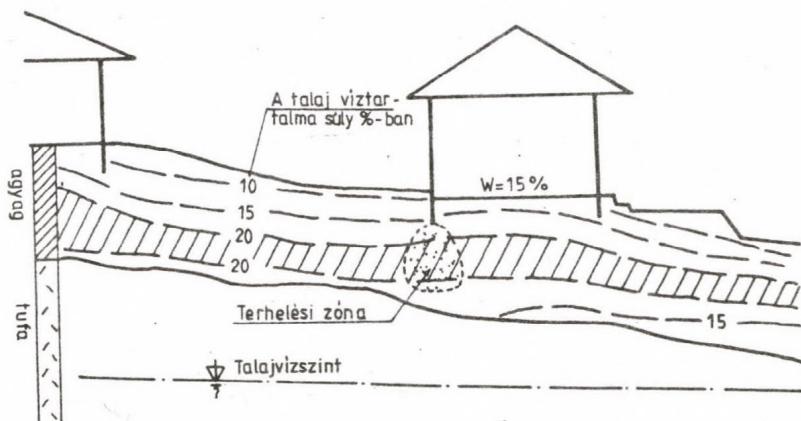 A talaj víztar-
talma súly %-ban
10
15
20
20
W=15%
agyag
tufa
Terhelési zóna
15
Talajvízszint
?